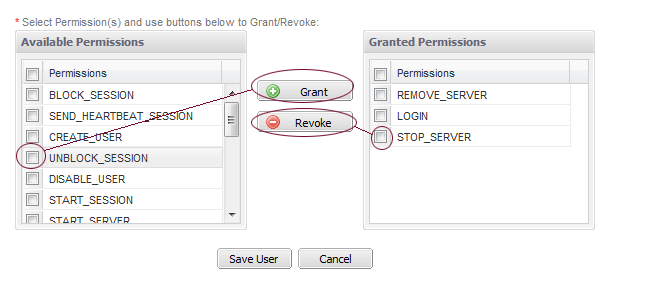 * Select Permission(s) and use buttons below to Grant/Revoke:
Available Permissions
Permissions
BLOCK_SESSION
SEND_HEARTBEAT_SESSION
CREATE_USER
UNBLOCK_SESSION
DISABLE_USER
START_SESSION
START_SERVER
Grant
Revoke
Granted Permissions
Permissions
REMOVE_SERVER
LOGIN
STOP_SERVER
Save User
Cancel